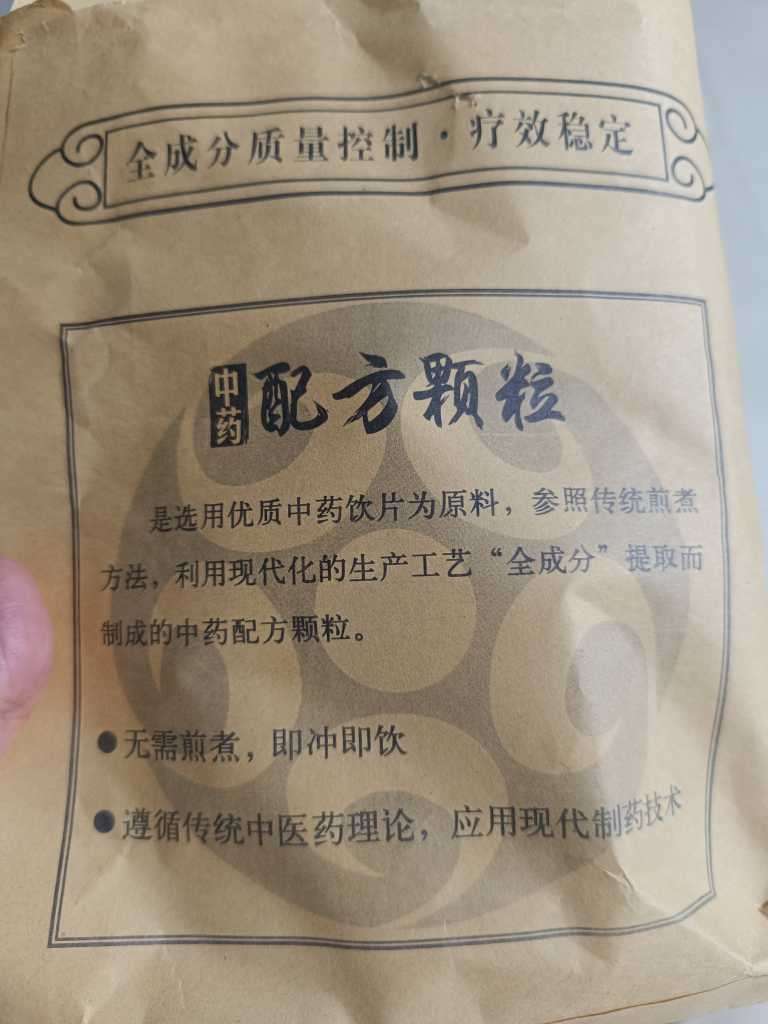 全成分质量控制·疗效稳定
中药配方颗粒
是选用优质中药饮片为原料，参照传统煎煮
方法，利用现代化的生产工艺“全成分”提取而
制成的中药配方颗粒。
●无需煎煮，即冲即饮
●遵循传统中医药理论，应用现代制药技术